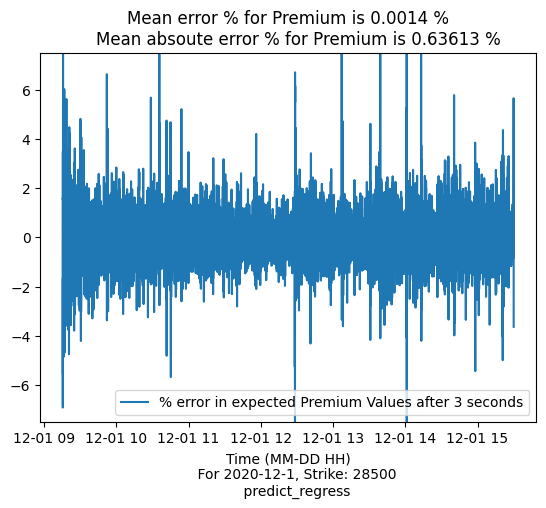 Mean error % for Premium is 0.0014 %
Mean absoute error % for Premium is 0.63613 %
6
4
2
0
−2
−4
−6
% error in expected Premium Values after 3 seconds
12-01 09 12-01 10 12-01 11 12-01 12 12-01 13 12-01 14 12-01 15
Time (MM-DD HH)
For 2020-12-1, Strike: 28500
predict_regress